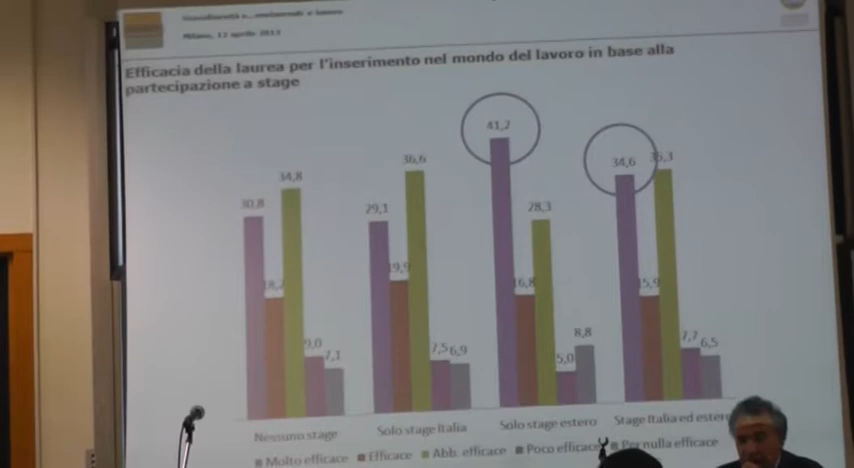 Milano, 12 aprile 2013
Efficacia della laurea per l'inserimento nel mondo del lavoro in base alla
partecipazione a stage
30,8
18,2
34,8
9,0
7,1
29,1
19,9
36,6
7,5
6,9
41,2
16,8
28,3
5,0
8,8
34,6
15,9
35,3
7,7
6,5
Nessuno stage
Solo stage Italia
Solo stage estero
Stage Italia ed estero
Molto efficace
Efficace
Abb. efficace
Poco efficace
Per nulla efficace